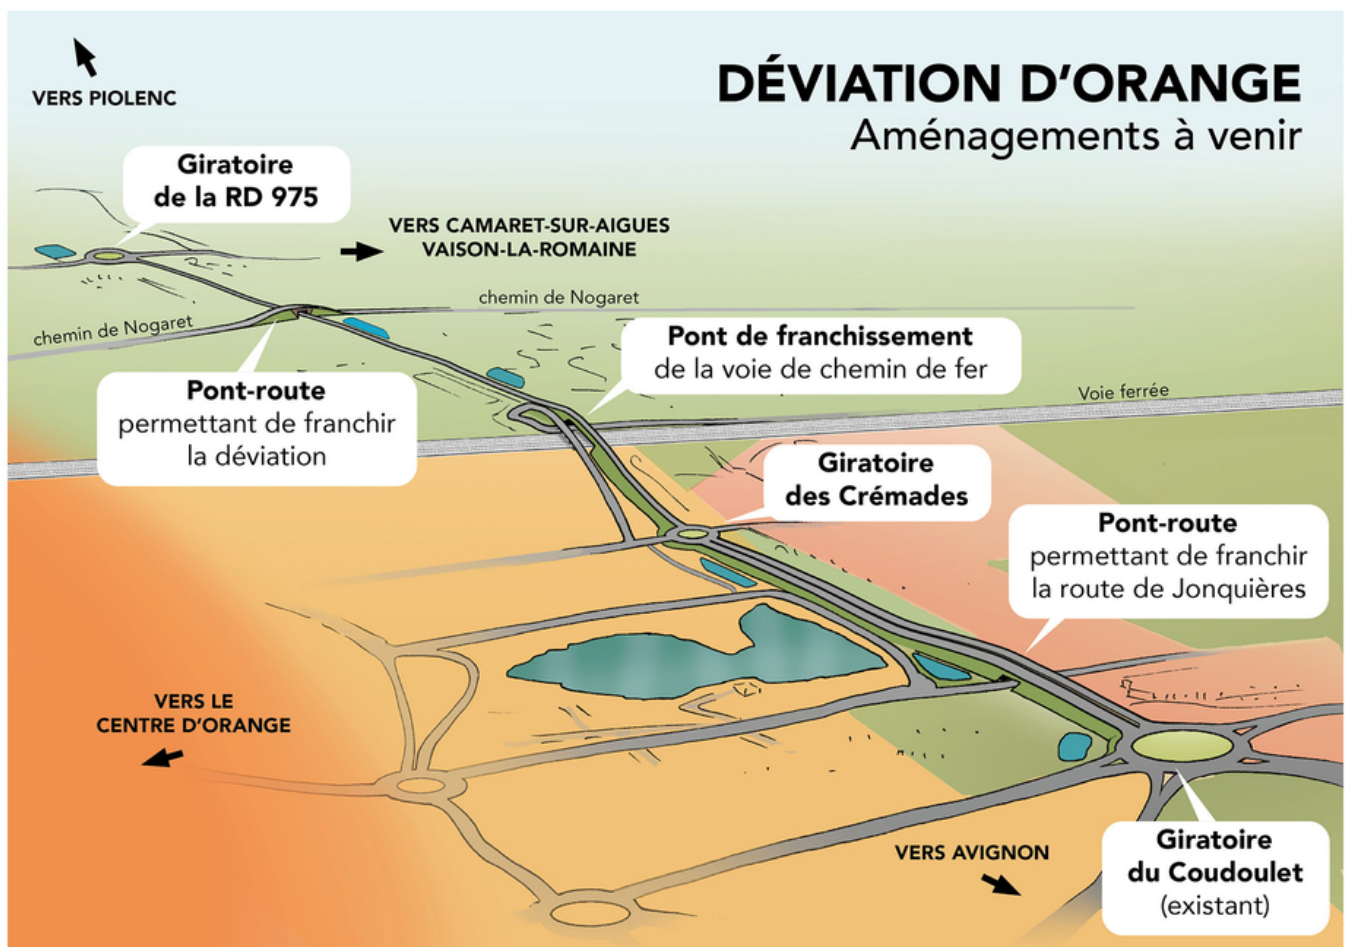 DÉVIATION D'ORANGE
Aménagements à venir
VERS PIOLENC
Giratoire
de la RD 975
VERS CAMARET-SUR-AIGUES
VAISON-LA-ROMAINE
chemin de Nogaret
chemin de Nogaret
Pont de franchissement
de la voie de chemin de fer
Pont-route
permettant de franchir
la déviation
Voie ferrée
Giratoire
des Crémades
Pont-route
permettant de franchir
la route de Jonquières
VERS LE
CENTRE D'ORANGE
VERS AVIGNON
Giratoire
du Coudoulet
(existant)